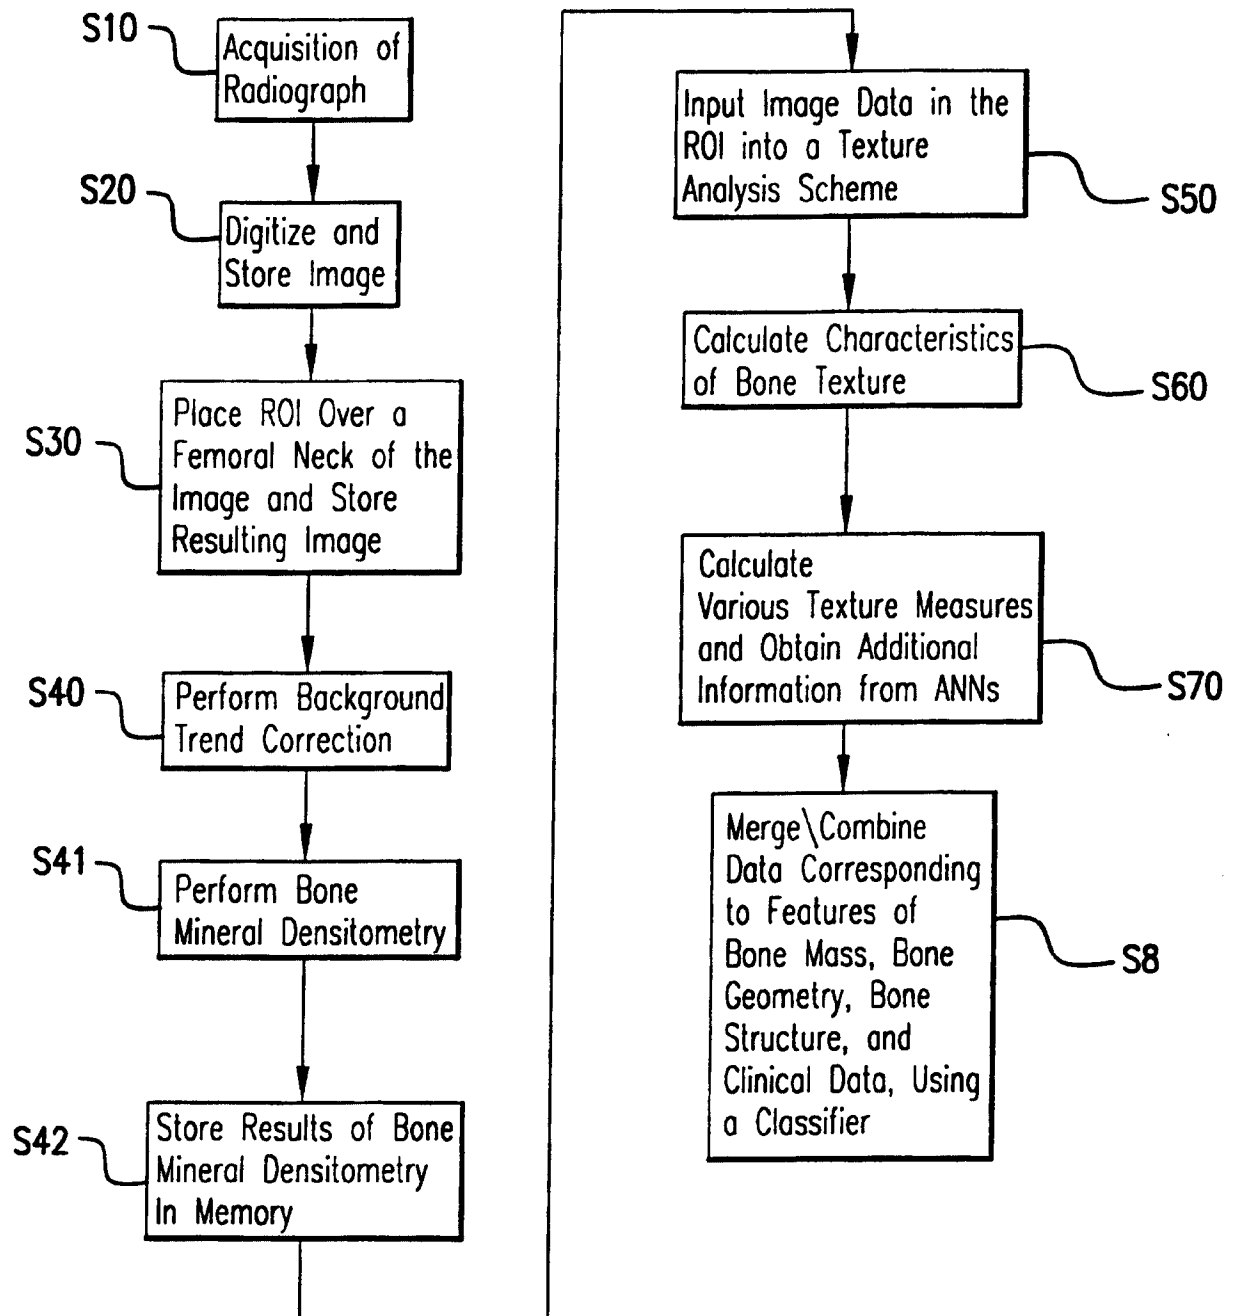 S10
Acquisition of
Radiograph
S20
Digitize and
Store Image
S30
Place ROI Over a
Femoral Neck of the
Image and Store
Resulting Image
S40
Perform Background
Trend Correction
S41
Perform Bone
Mineral Densitometry
S42
Store Results of Bone
Mineral Densitometry
In Memory
Input Image Data in the
ROI into a Texture
Analysis Scheme
S50
Calculate Characteristics
of Bone Texture
S60
Calculate
Various Texture Measures
and Obtain Additional
Information from ANNs
S70
Merge\Combine
Data Corresponding
to Features of
Bone Mass, Bone
Geometry, Bone
Structure, and
Clinical Data, Using
a Classifier
S8